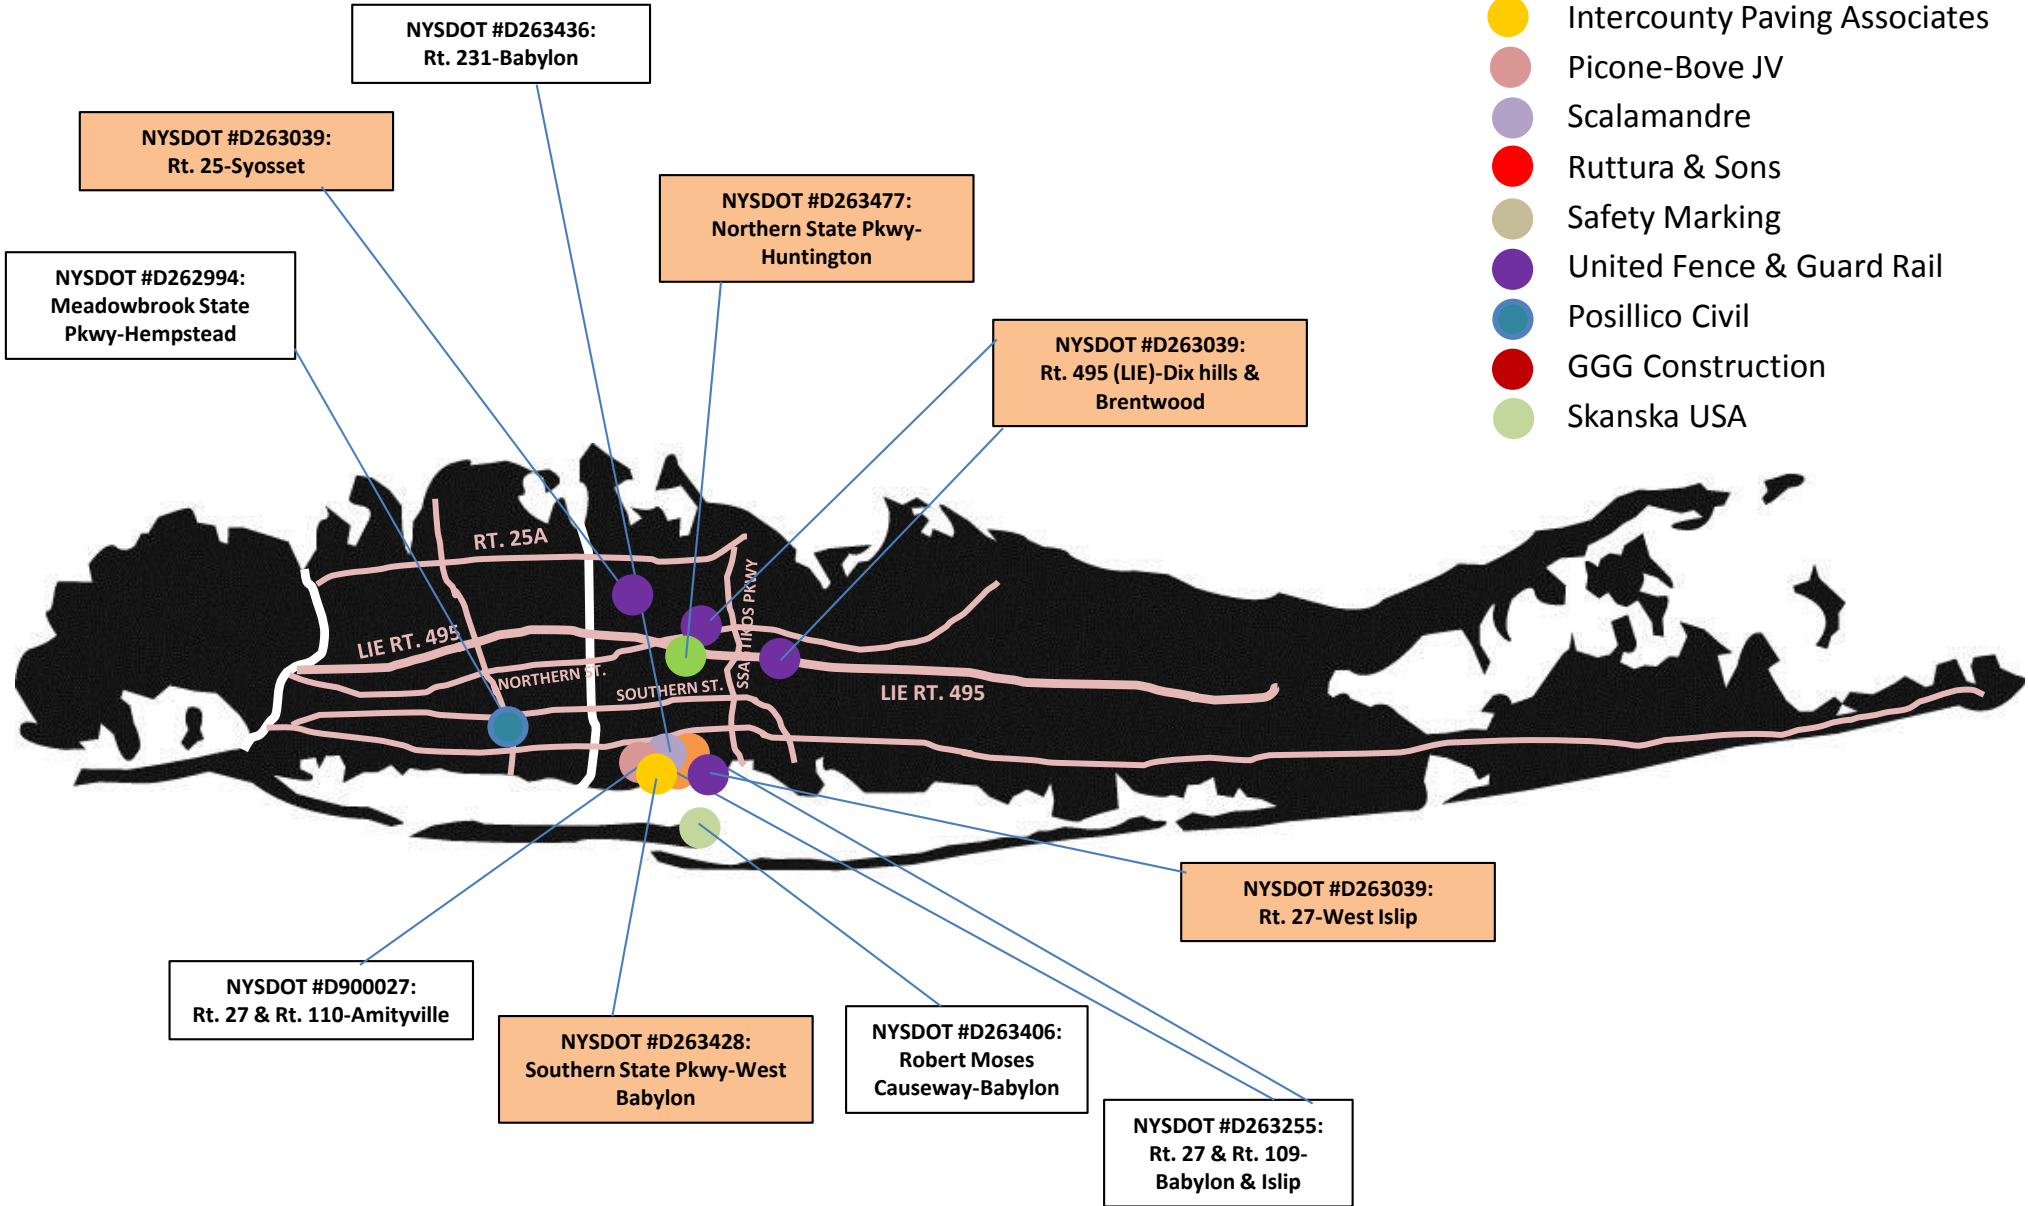 NYSDOT #D263436:
Rt. 231-Babylon
NYSDOT #D263039:
Rt. 25-Syosset
NYSDOT #D263477:
Northern State Pkwy-
Huntington
NYSDOT #D262994:
Meadowbrook State
Pkwy-Hempstead
NYSDOT #D263039:
Rt. 495 (LIE)-Dix hills &
Brentwood
Intercounty Paving Associates
Picone-Bove JV
Scalamandre
Ruttura & Sons
Safety Marking
United Fence & Guard Rail
Posillico Civil
GGG Construction
Skanska USA
RT. 25A
LIE RT. 495
NORTHERN ST.
SOUTHERN ST.
SSAGTIKOS PKWY
LIE RT. 495
NYSDOT #D263039:
Rt. 27-West Islip
NYSDOT #D900027:
Rt. 27 & Rt. 110-Amityville
NYSDOT #D263428:
Southern State Pkwy-West
Babylon
NYSDOT #D263406:
Robert Moses
Causeway-Babylon
NYSDOT #D263255:
Rt. 27 & Rt. 109-
Babylon & Islip